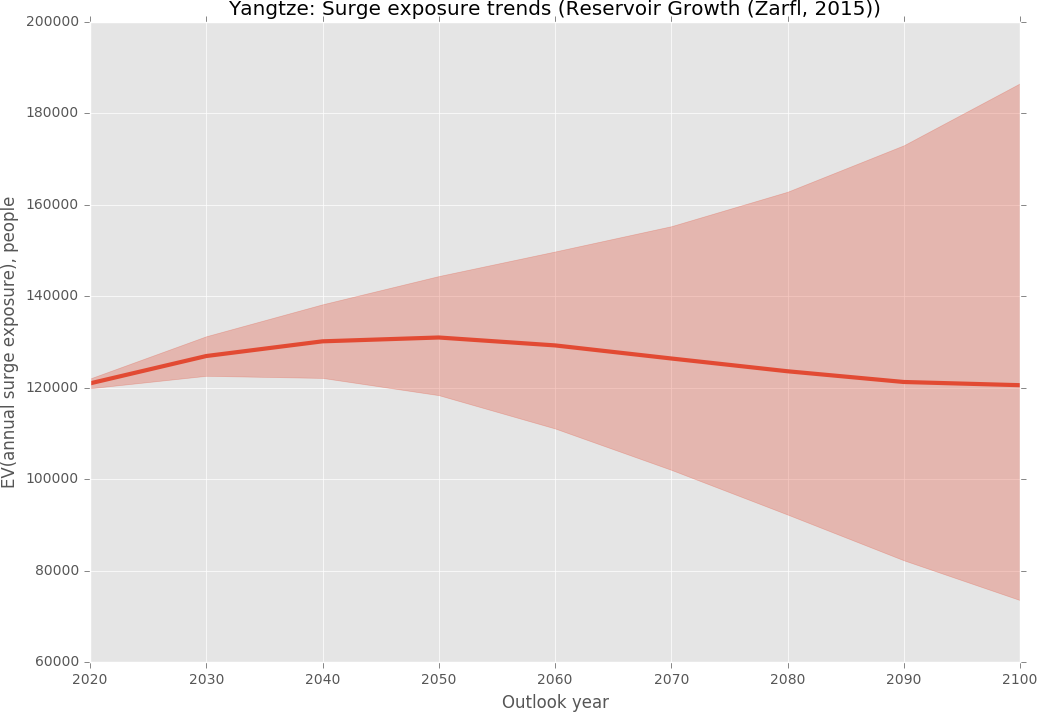 Yangtze: Surge exposure trends (Reservoir Growth (Zarfl, 2015))
200000
180000
160000
140000
120000
100000
80000
60000
EV(annual surge exposure), people
2020 2030 2040 2050 2060 2070 2080 2090 2100
Outlook year